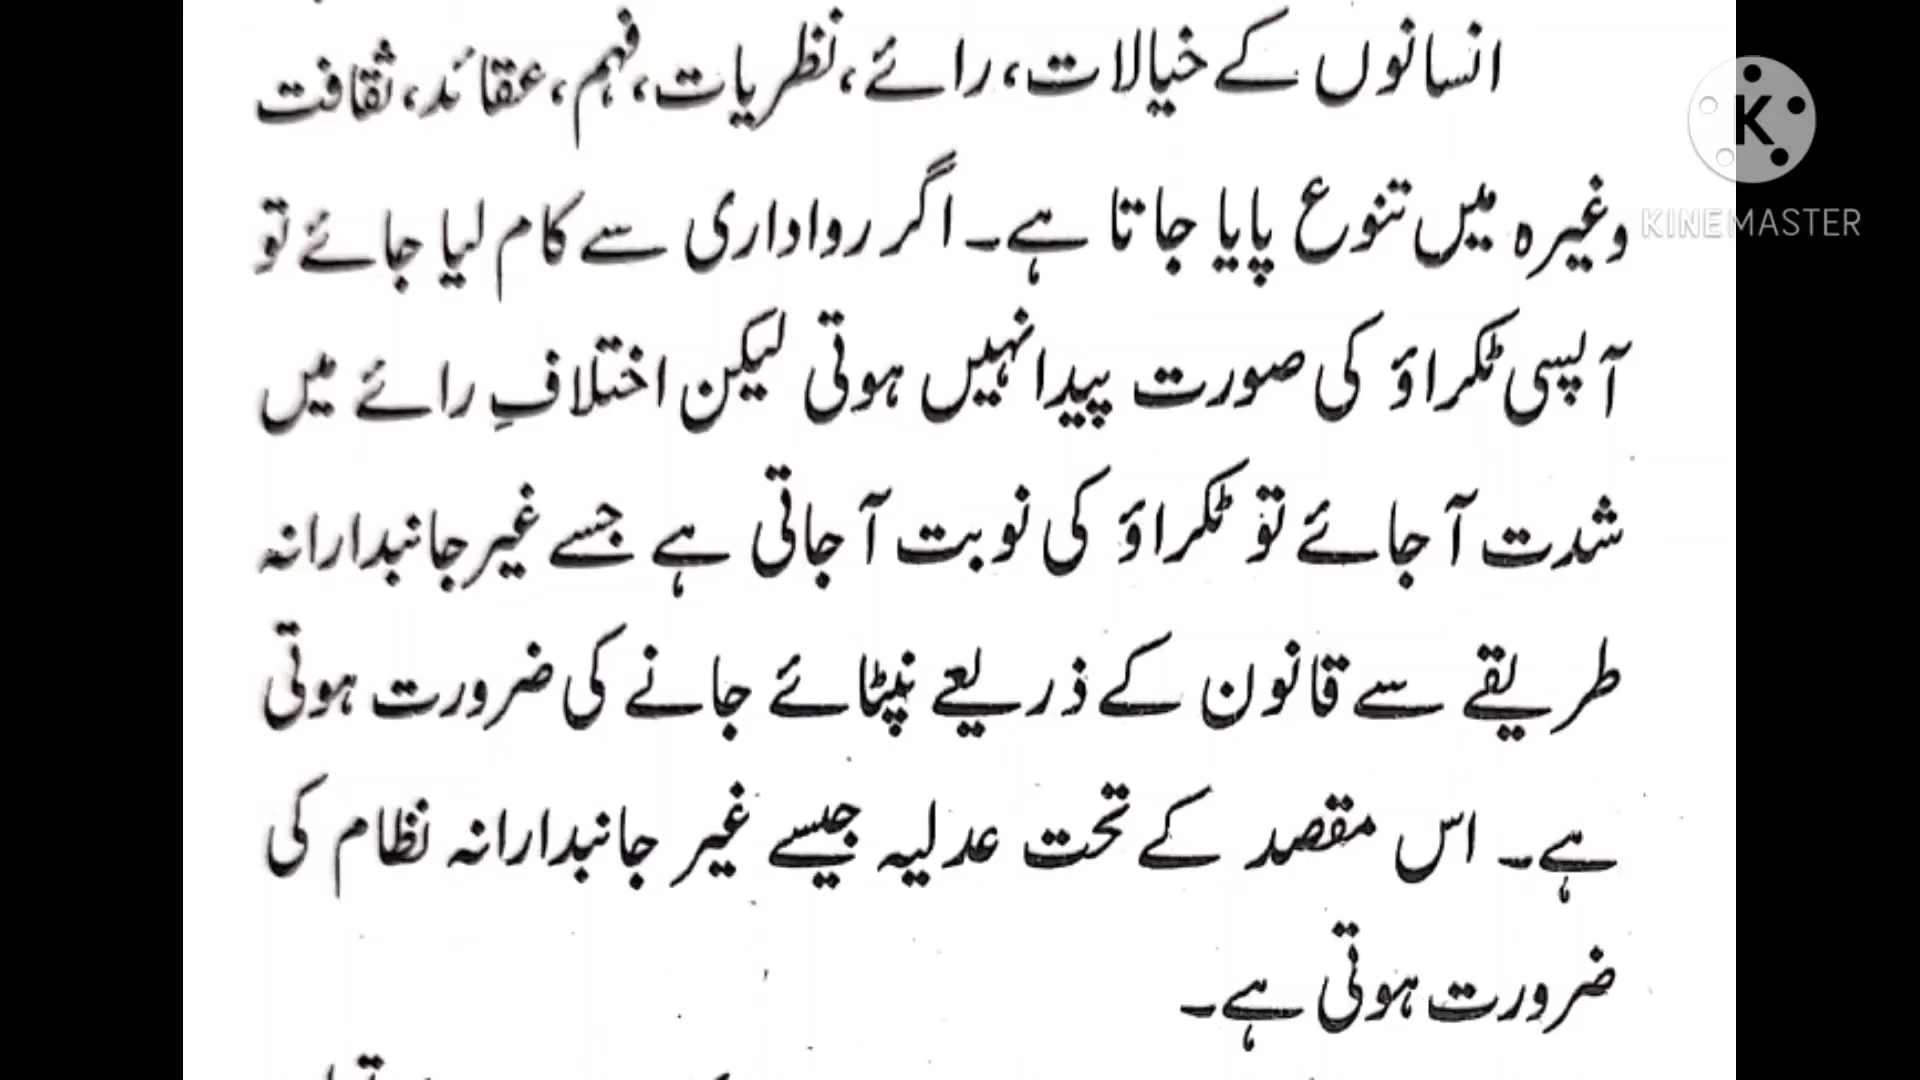 انسانوں کے خیالات، رائے، نظریات، فہم، عقائد، ثقافت
وغیرہ میں تنوع پایا جاتا ہے۔ اگر رواداری سے کام لیا جائے تو
آپسی ٹکراؤ کی صورت پیدا نہیں ہوتی لیکن اختلافِ رائے میں
شدت آ جائے تو ٹکراؤ کی نوبت آ جاتی ہے جسے غیر جانبدارانہ
طریقے سے قانون کے ذریعے نپٹائے جانے کی ضرورت ہوتی
ہے۔ اس مقصد کے تحت عدلیہ جیسے غیر جانبدارانہ نظام کی
ضرورت ہوتی ہے۔
K
KINEMASTER